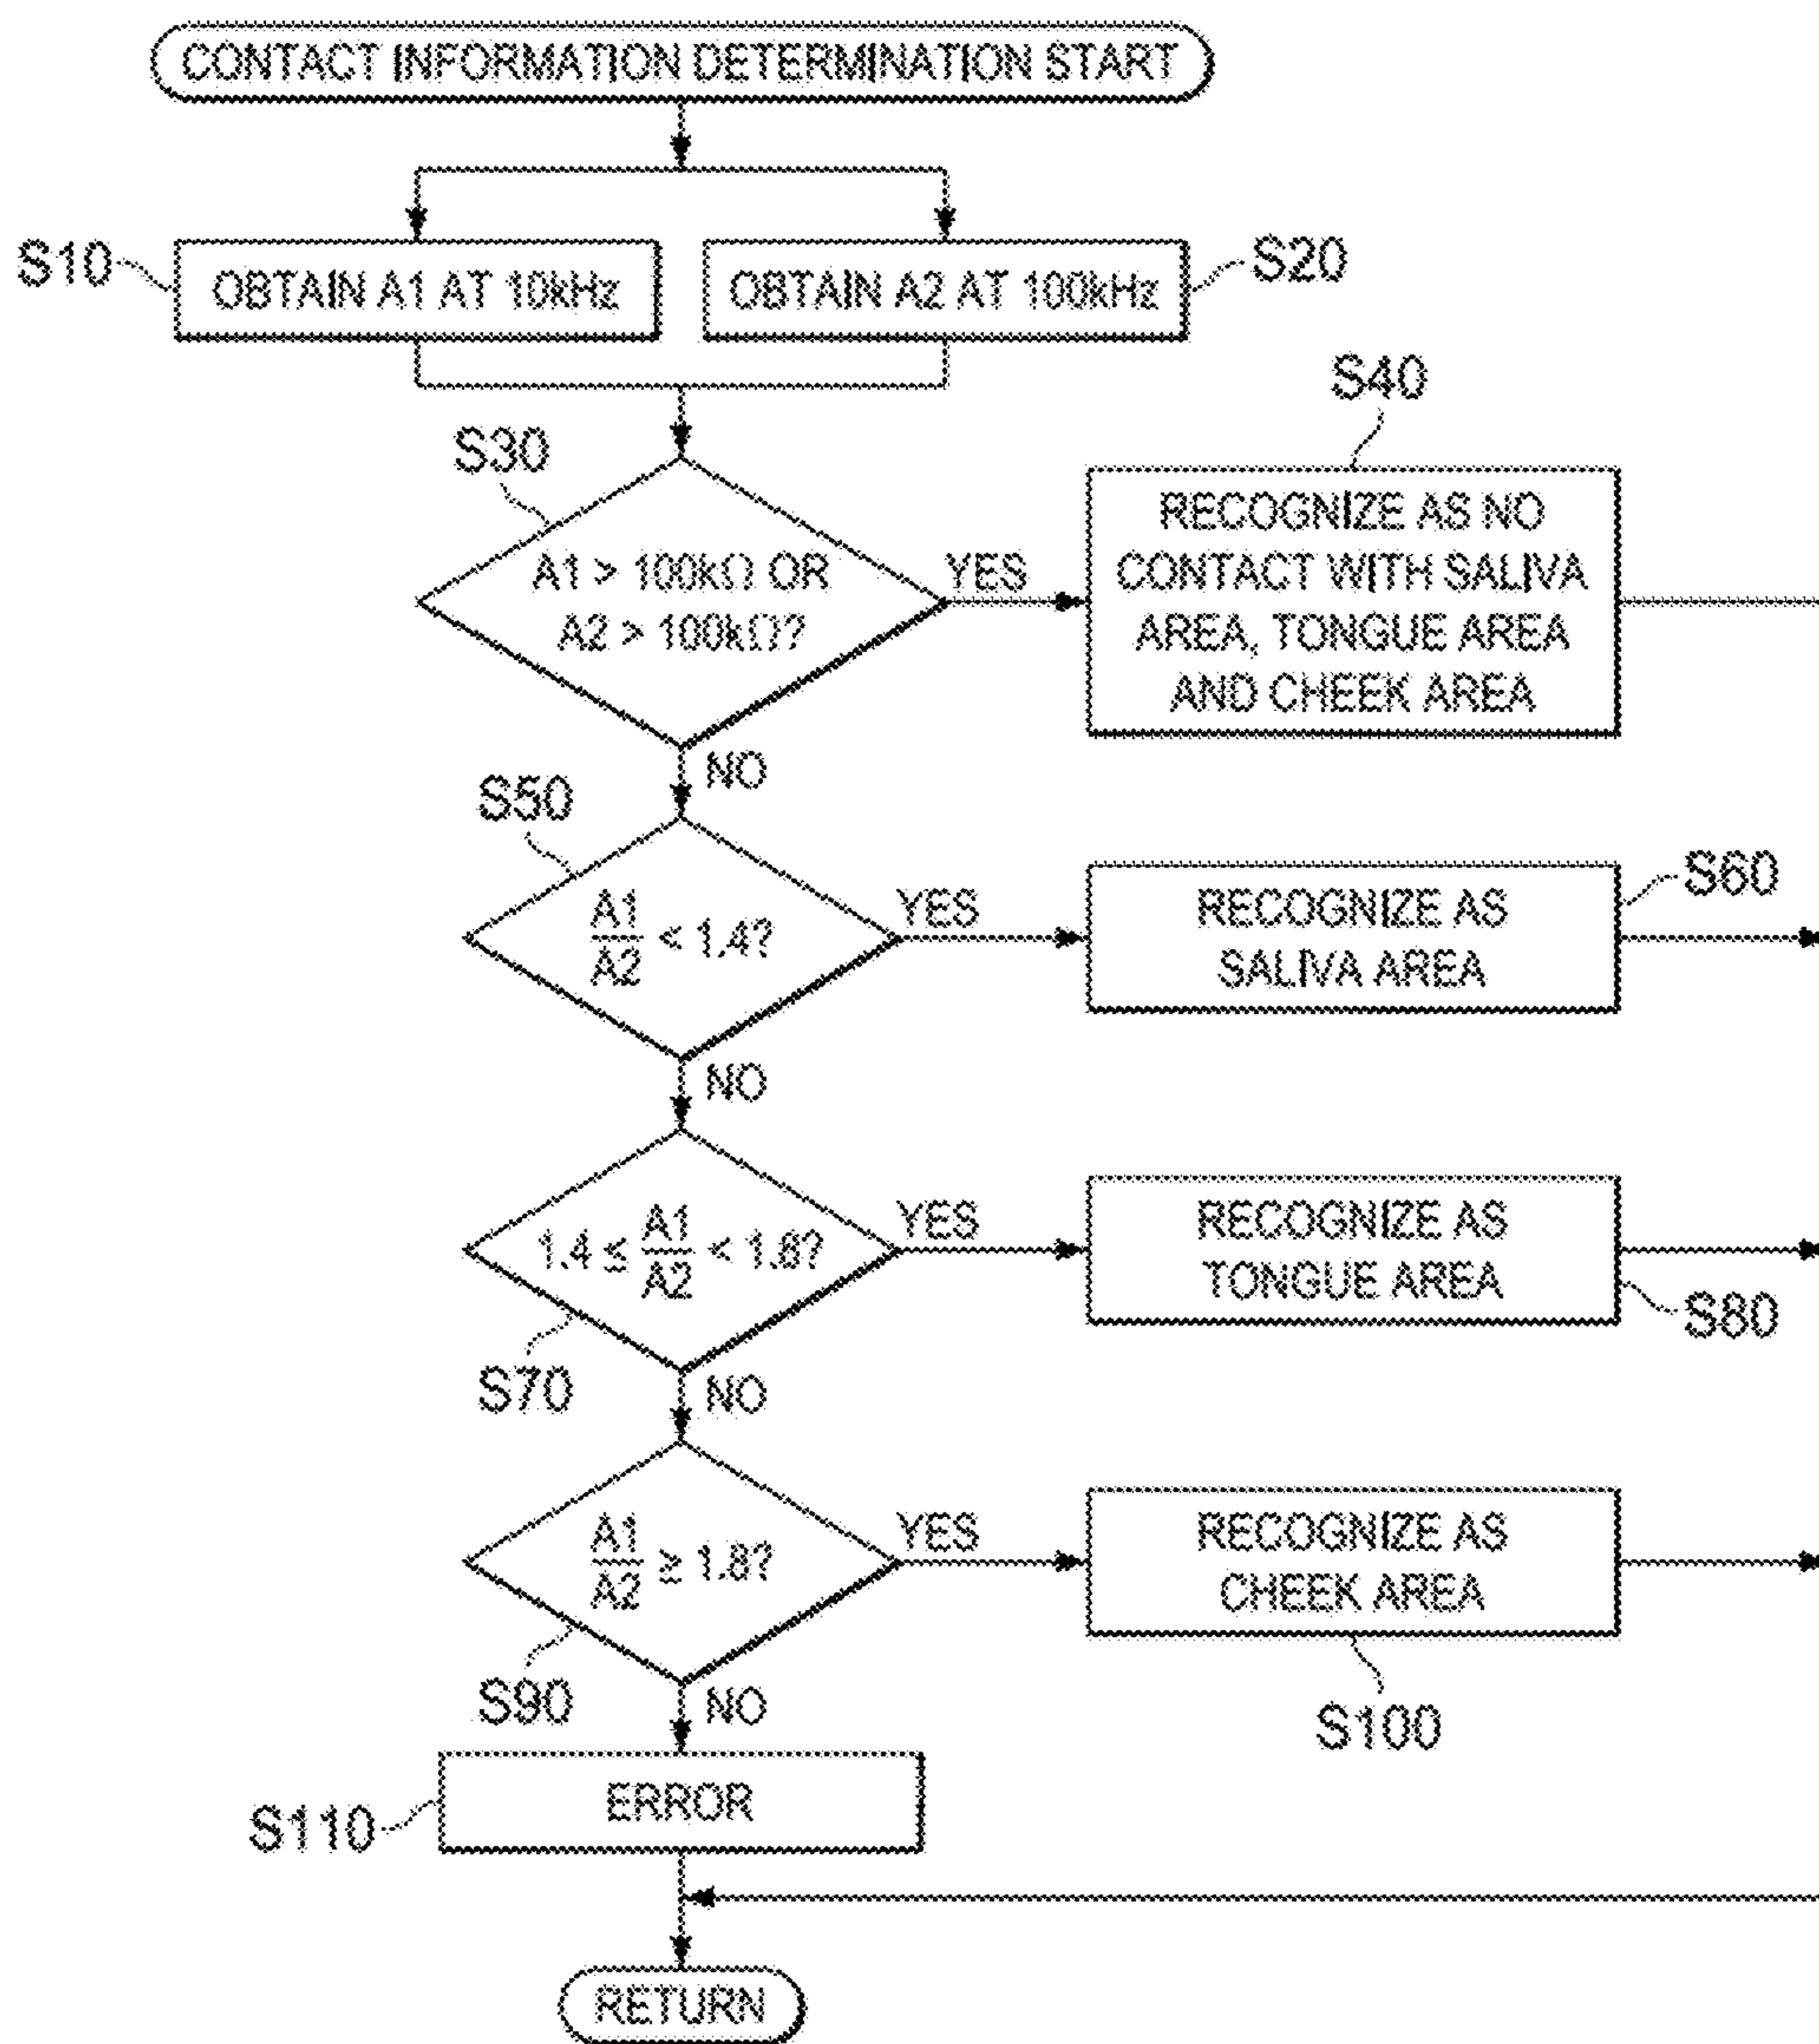 CONTACT INFORMATION DETERMINATION START
S10
OBTAIN A1 AT 10kHz
OBTAIN A2 AT 100kHz
S20
S30
A1 > 100kΩ OR
A2 > 100kΩ?
YES
NO
S40
RECOGNIZE AS NO
CONTACT WITH SALIVA
AREA, TONGUE AREA
AND CHEEK AREA
S50
A1
A2
< 1.4?
YES
NO
RECOGNIZE AS
SALIVA AREA
S60
1.4 ≤
A1
A2
< 1.8?
YES
S70
NO
RECOGNIZE AS
TONGUE AREA
S80
A1
A2
≥ 1.8?
YES
S90
NO
RECOGNIZE AS
CHEEK AREA
S100
ERROR
S110
RETURN